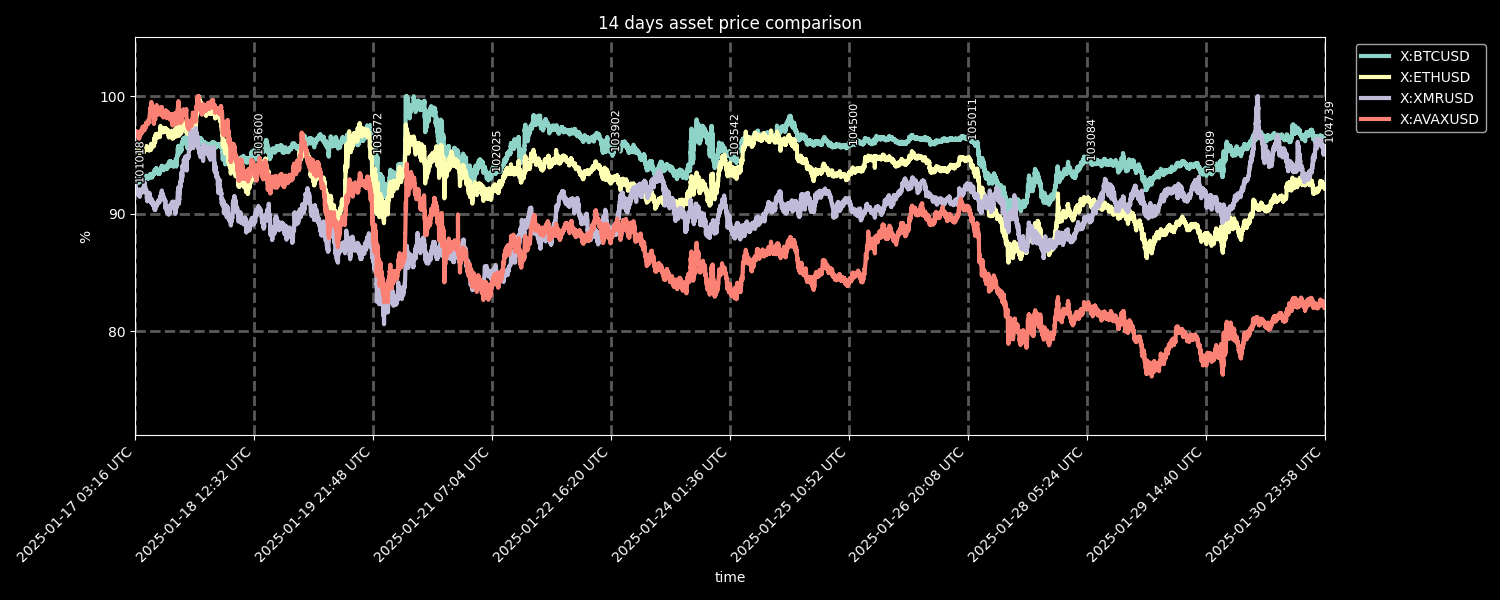 14 days asset price comparison
X:BTCUSD
X:ETHUSD
X:XMRUSD
X:AVAXUSD
100
90
80
%
103600
103672
102025
103902
103542
104500
105011
103084
101989
104739
2025-01-17 03:16 UTC
2025-01-18 12:32 UTC
2025-01-19 21:48 UTC
2025-01-21 07:04 UTC
2025-01-22 16:20 UTC
2025-01-24 01:36 UTC
2025-01-25 10:52 UTC
2025-01-26 20:08 UTC
2025-01-28 05:24 UTC
2025-01-29 14:40 UTC
2025-01-30 23:58 UTC
time